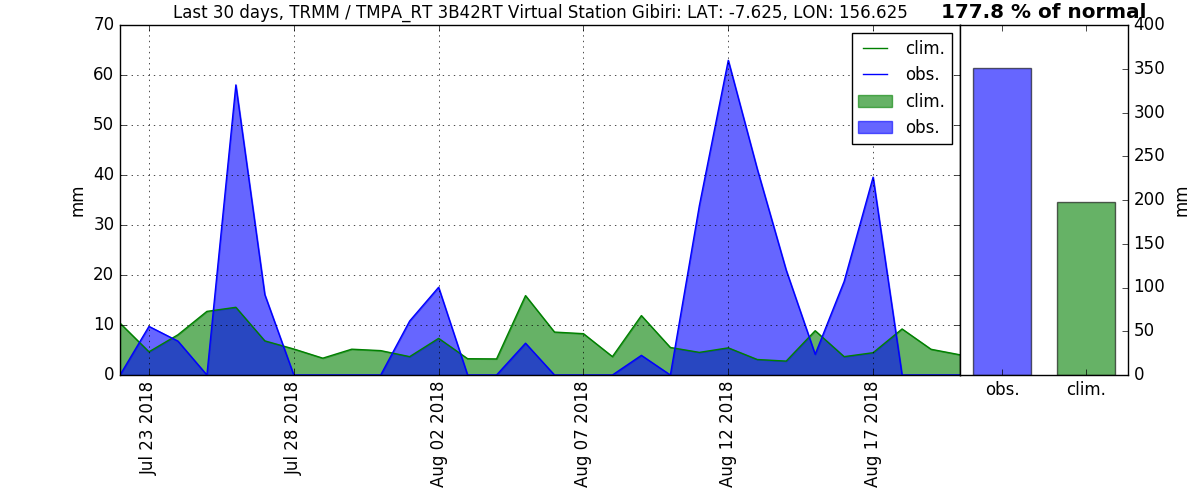 Last 30 days, TRMM / TMPA_RT 3B42RT Virtual Station Gibiri: LAT: -7.625, LON: 156.625
177.8 % of normal
70
60
50
40
30
20
10
0
mm
clim.
obs.
clim.
obs.
Jul 23 2018
Jul 28 2018
Aug 02 2018
Aug 07 2018
Aug 12 2018
Aug 17 2018
400
350
300
250
200
150
100
50
0
mm
obs.
clim.